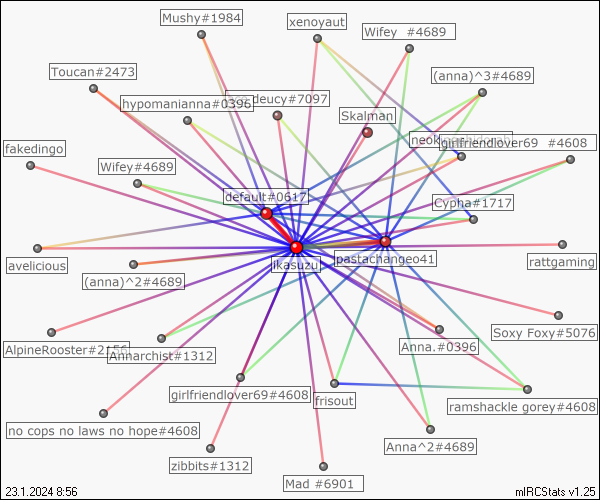 Mushy#1984
xenoyaut
Wifey  #4689
Toucan#2473
(anna)^3#4689
hypomanianna#0396
deucy#7097
Skalman
girlfriendlover69  #4608
fakedingo
Wifey#4689
default#0617
Cypha#1717
avelicious
ikasuzu
pastachangeo41
rattgaming
(anna)^2#4689
AlpineRooster#2156
Annarchist#1312
Anna.#0396
Soxy Foxy#5076
girlfriendlover69#4608
frisout
ramshackle gorey#4608
no cops no laws no hope#4608
Anna^2#4689
zibbits#1312
Mad #6901
23.1.2024 8:56
mIRCStats v1.25